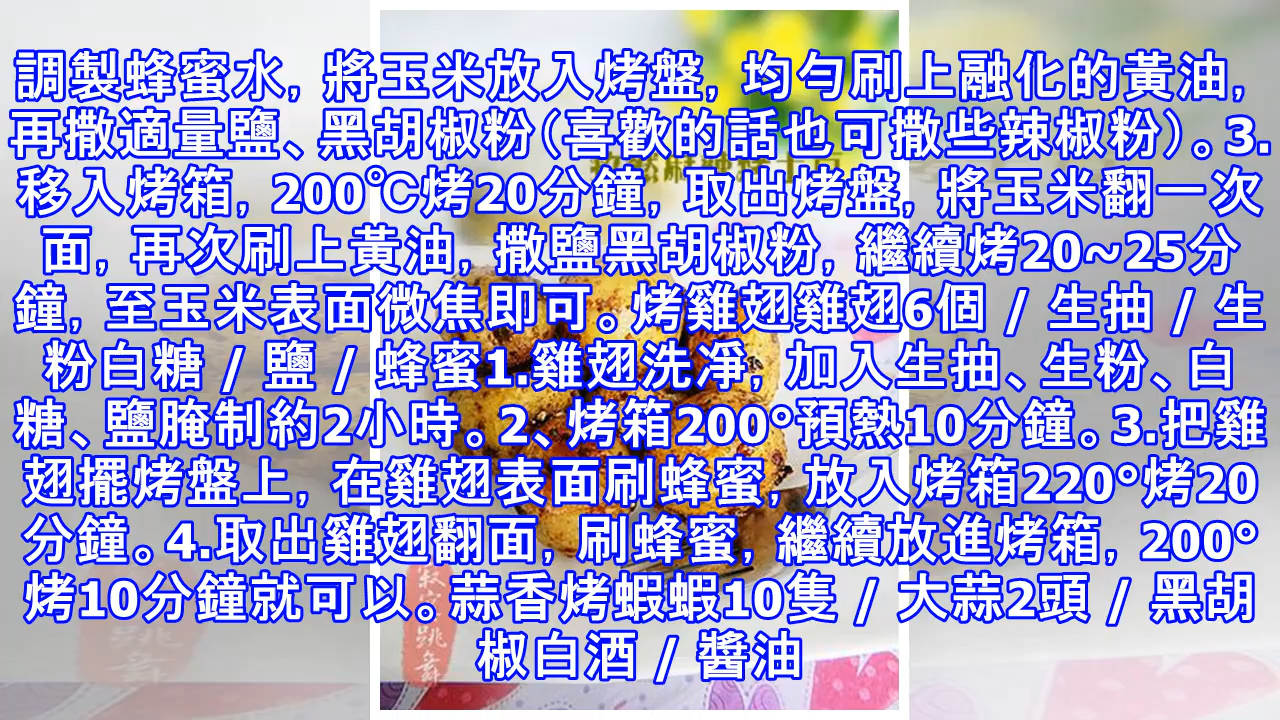 調製蜂蜜水，將玉米放入烤盤，均勻刷上融化的黃油，
再撒適量鹽、黑胡椒粉（喜歡的話也可撒些辣椒粉）。3.
移入烤箱，200℃烤20分鐘，取出烤盤，將玉米翻一次
面，再次刷上黃油，撒鹽黑胡椒粉，繼續烤20~25分
鐘，至玉米表面微焦即可。烤雞翅雞翅6個 / 生抽 / 生
粉白糖 / 鹽 / 蜂蜜1.雞翅洗凈，加入生抽、生粉、白
糖、鹽腌制約2小時。2、烤箱200°預熱10分鐘。3.把雞
翅擺烤盤上，在雞翅表面刷蜂蜜，放入烤箱220°烤20
分鐘。4.取出雞翅翻面，刷蜂蜜，繼續放進烤箱，200°
烤10分鐘就可以。蒜香烤蝦蝦10隻 / 大蒜2頭 / 黑胡
椒白酒 / 醬油
寂寞跳舞